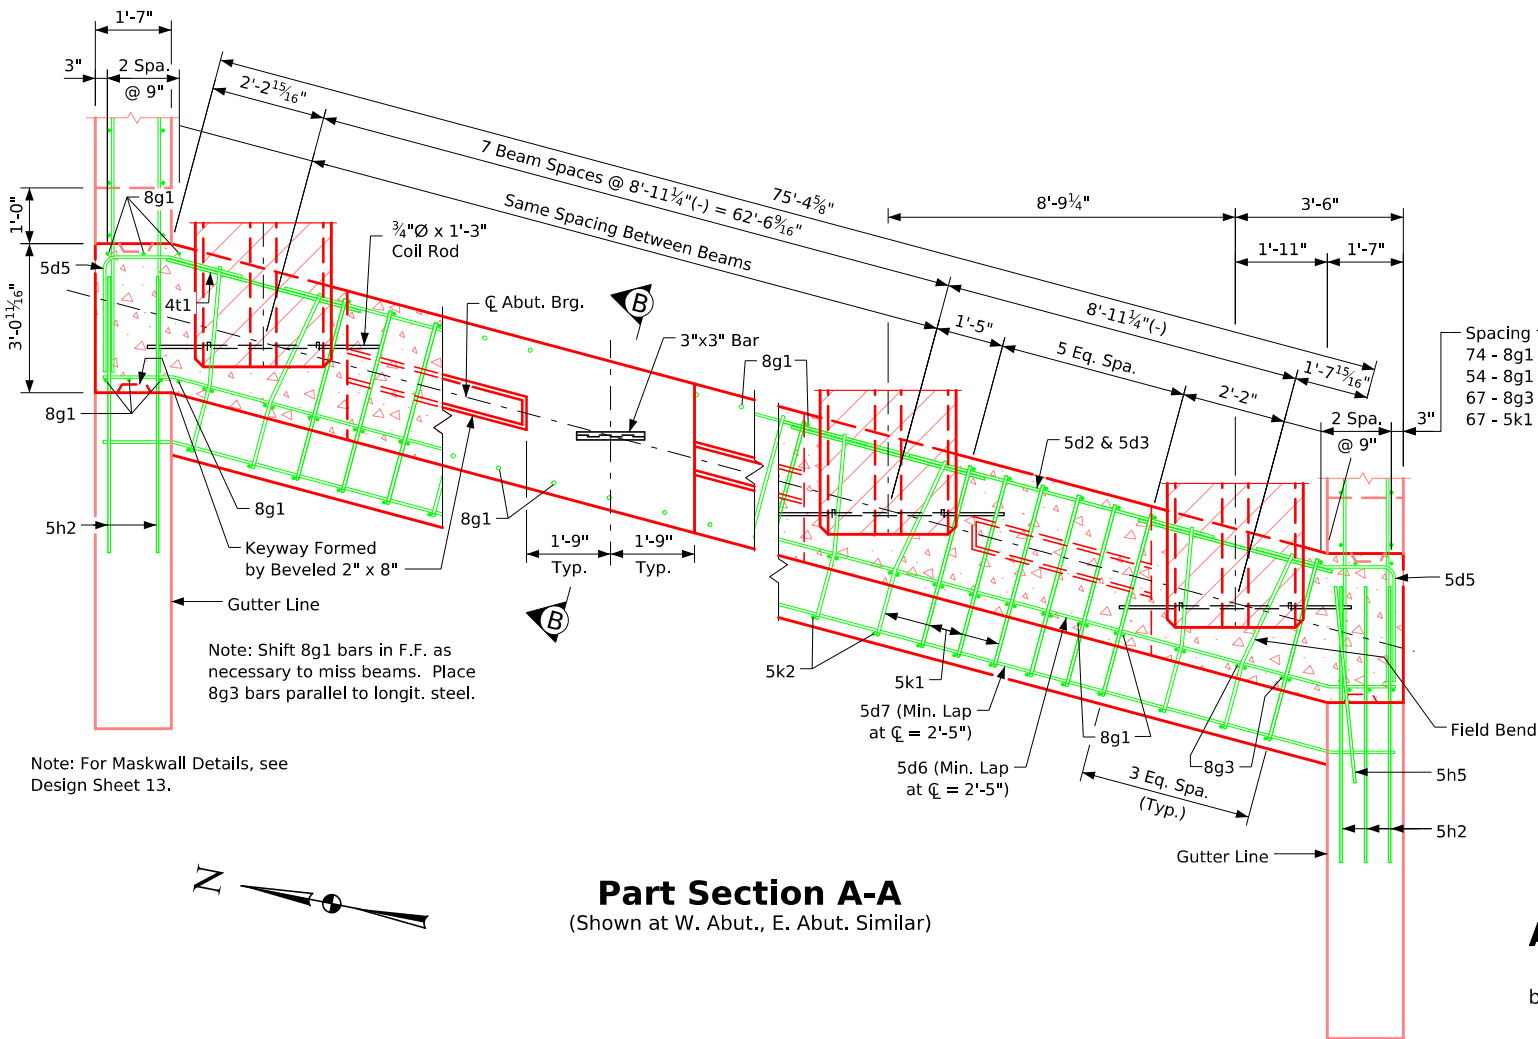 1'-7"
3"
2 Spa.
@ 9"
2'-2 15/16"
7 Beam Spaces @ 8'-11 1/4"(-) = 62'-6 9/16"
75'-4 5/8"
Same Spacing Between Beams
8'-9 1/4"
3'-6"
1'-11"
1'-7"
1'-0"
3'-0 11/16"
8g1
5d5
4t1
3/4"Ø x 1'-3"
Coil Rod
℄ Abut. Brg.
B
3"x3" Bar
8g1
1'-5"
5 Eq. Spa.
8'-11 1/4"(-)
2'-2"
1'-7 15/16"
2 Spa.
@ 9"
3"
Spacing
74 - 8g1
54 - 8g1
67 - 8g3
67 - 5k1
5d2 & 5d3
8g1
8g1
5h2
Keyway Formed
by Beveled 2" x 8"
8g1
1'-9"
Typ.
1'-9"
Typ.
B
Gutter Line
Note: Shift 8g1 bars in F.F. as
necessary to miss beams. Place
8g3 bars parallel to longit. steel.
5d5
5k2
5k1
5d7 (Min. Lap
at ℄ = 2'-5")
8g1
5d6 (Min. Lap
at ℄ = 2'-5")
8g3
3 Eq. Spa.
(Typ.)
Field Bend
5h5
5h2
Gutter Line
Note: For Maskwall Details, see
Design Sheet 13.
N
Part Section A-A
(Shown at W. Abut., E. Abut. Similar)
A
b